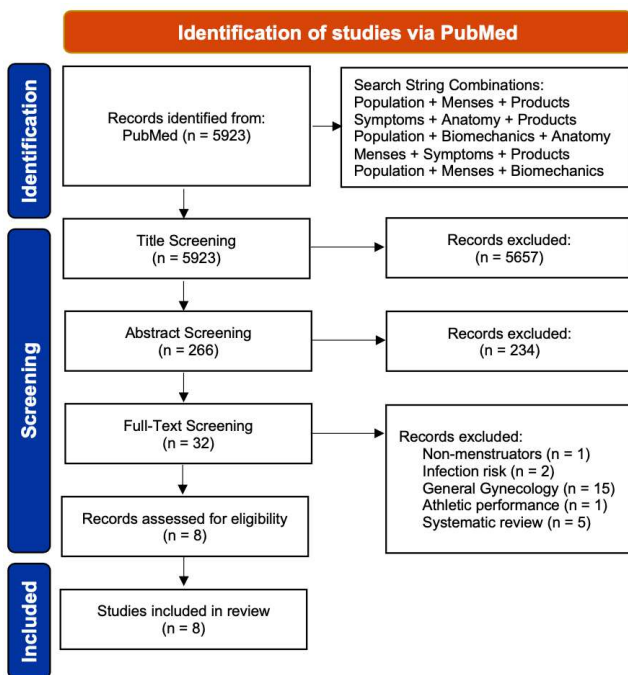 Identification of studies via PubMed
Identification
Records identified from:
PubMed (n = 5923)
Search String Combinations:
Population + Menses + Products
Symptoms + Anatomy + Products
Population + Biomechanics + Anatomy
Menses + Symptoms + Products
Population + Menses + Biomechanics
Screening
Title Screening
(n = 5923)
Records excluded:
(n = 5657)
Abstract Screening
(n = 266)
Records excluded:
(n = 234)
Full-Text Screening
(n = 32)
Records excluded:
Non-menstruators (n = 1)
Infection risk (n = 2)
General Gynecology (n = 15)
Athletic performance (n = 1)
Systematic review (n = 5)
Records assessed for eligibility
(n = 8)
Included
Studies included in review
(n = 8)